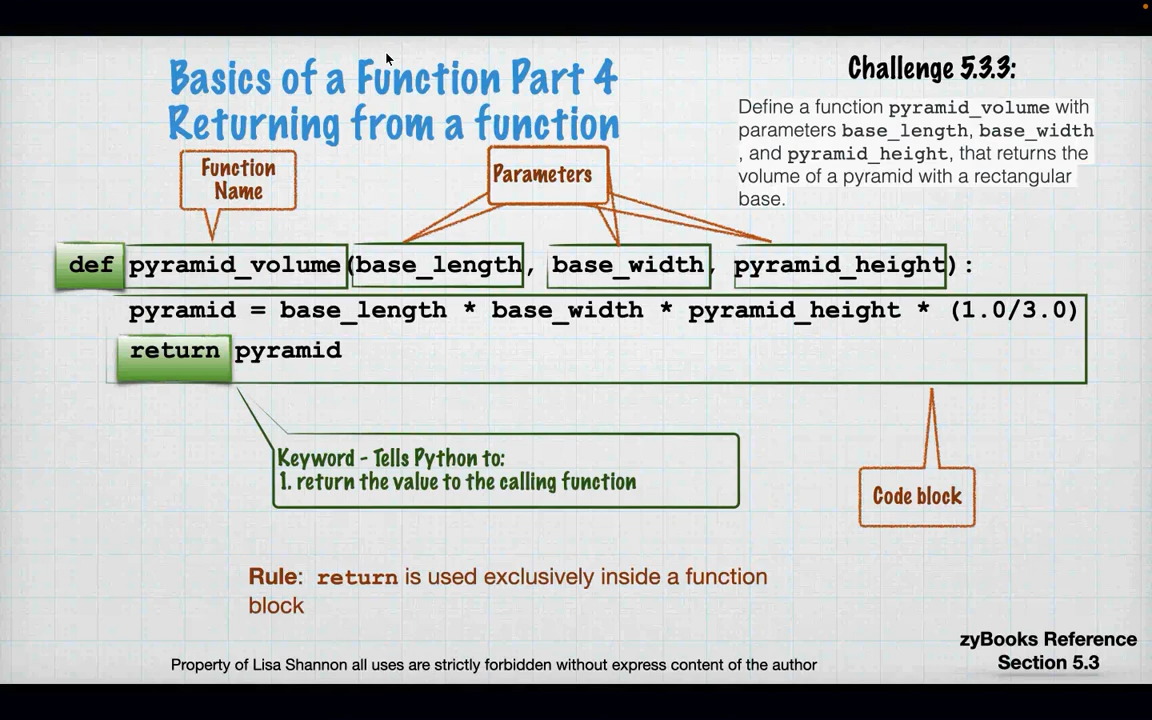 Basics of a Function Part 4
Returning from a function
Challenge 5.3.3:
Define a function pyramid_volume with
parameters base_length, base_width
, and pyramid_height, that returns the
volume of a pyramid with a rectangular
base.
Function
Name
Parameters
def pyramid_volume(base_length, base_width, pyramid_height):
pyramid = base_length * base_width * pyramid_height * (1.0/3.0)
return pyramid
Keyword - Tells Python to:
1. return the value to the calling function
Code block
Rule: return is used exclusively inside a function
block
zyBooks Reference
Section 5.3
Property of Lisa Shannon all uses are strictly forbidden without express content of the author